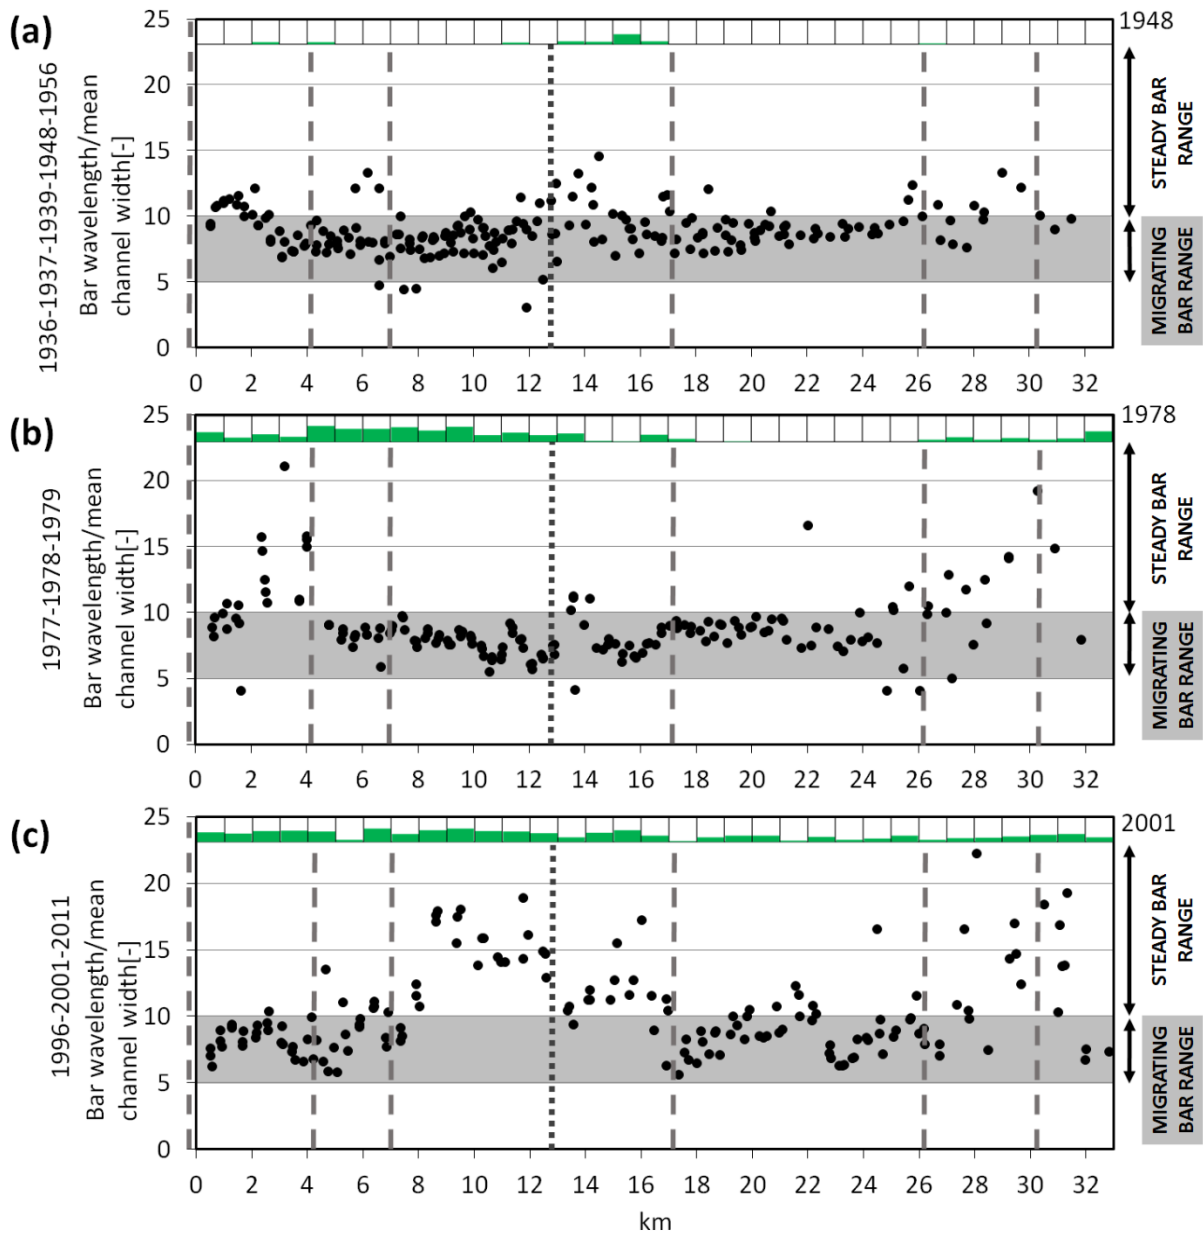 (a)
1936-1937-1939-1948-1956
Bar wavelength/mean
channel width[-]
25
20
15
10
5
0
0 2 4 6 8 10 12 14 16 18 20 22 24 26 28 30 32
1948
STEADY BAR
RANGE
MIGRATING
BAR RANGE
(b)
1977-1978-1979
Bar wavelength/mean
channel width[-]
25
20
15
10
5
0
0 2 4 6 8 10 12 14 16 18 20 22 24 26 28 30 32
1978
STEADY BAR
RANGE
MIGRATING
BAR RANGE
(c)
1996-2001-2011
Bar wavelength/mean
channel width[-]
25
20
15
10
5
0
0 2 4 6 8 10 12 14 16 18 20 22 24 26 28 30 32
km
2001
STEADY BAR
RANGE
MIGRATING
BAR RANGE